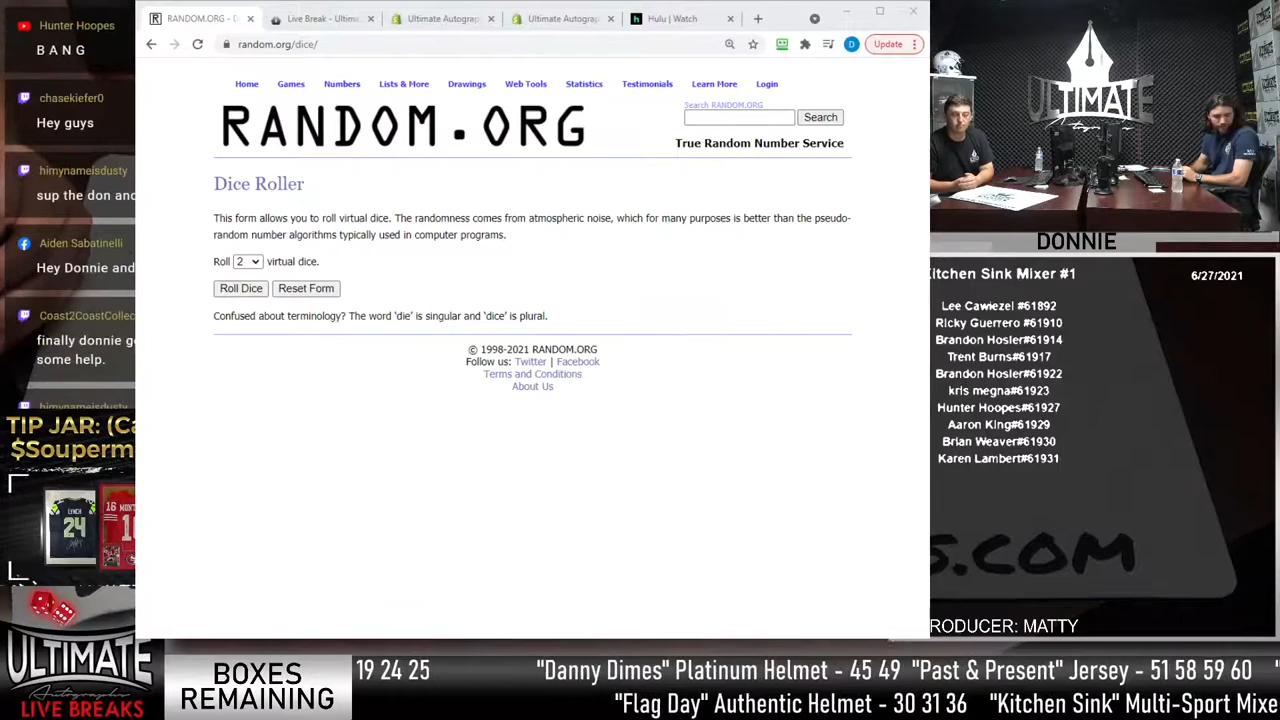 Hunter Hoopes
B A N G
chasekiefer0
Hey guys
himynameisdusty
sup the don and
Aiden Sabatinelli
Hey Donnie and
Coast2CoastCollec
finally donnie g
some help.
himynameisdusty
TIP JAR: (Ca
$Souperm
LYNCH
24
16 MONT
ULTIMATE
Autographs
LIVE BREAKS
RANDOM.ORG - D
Live Break - Ultim
Ultimate Autograp
Ultimate Autograp
Hulu | Watch
random.org/dice/
D
Update
Home Games Numbers Lists & More Drawings Web Tools Statistics Testimonials Learn More Login
RANDOM.ORG
Search RANDOM.ORG
Search
True Random Number Service
Dice Roller
This form allows you to roll virtual dice. The randomness comes from atmospheric noise, which for many purposes is better than the pseudo-
random number algorithms typically used in computer programs.
Roll 2 virtual dice.
Roll Dice Reset Form
Confused about terminology? The word ‘die’ is singular and ‘dice’ is plural.
© 1998-2021 RANDOM.ORG
Follow us: Twitter | Facebook
Terms and Conditions
About Us
TIMAT
DONNIE
Kitchen Sink Mixer #1
6/27/2021
Lee Cawiezel #61892
Ricky Guerrero #61910
Brandon Hosler#61914
Trent Burns#61917
Brandon Hosler#61922
kris megna#61923
Hunter Hoopes#61927
Aaron King#61929
Brian Weaver#61930
Karen Lambert#61931
S.COM
RODUCER: MATTY
BOXES
REMAINING
19 24 25 "Danny Dimes" Platinum Helmet - 45 49 "Past & Present" Jersey - 51 58 59 60
"Flag Day" Authentic Helmet - 30 31 36 "Kitchen Sink" Multi-Sport Mixe